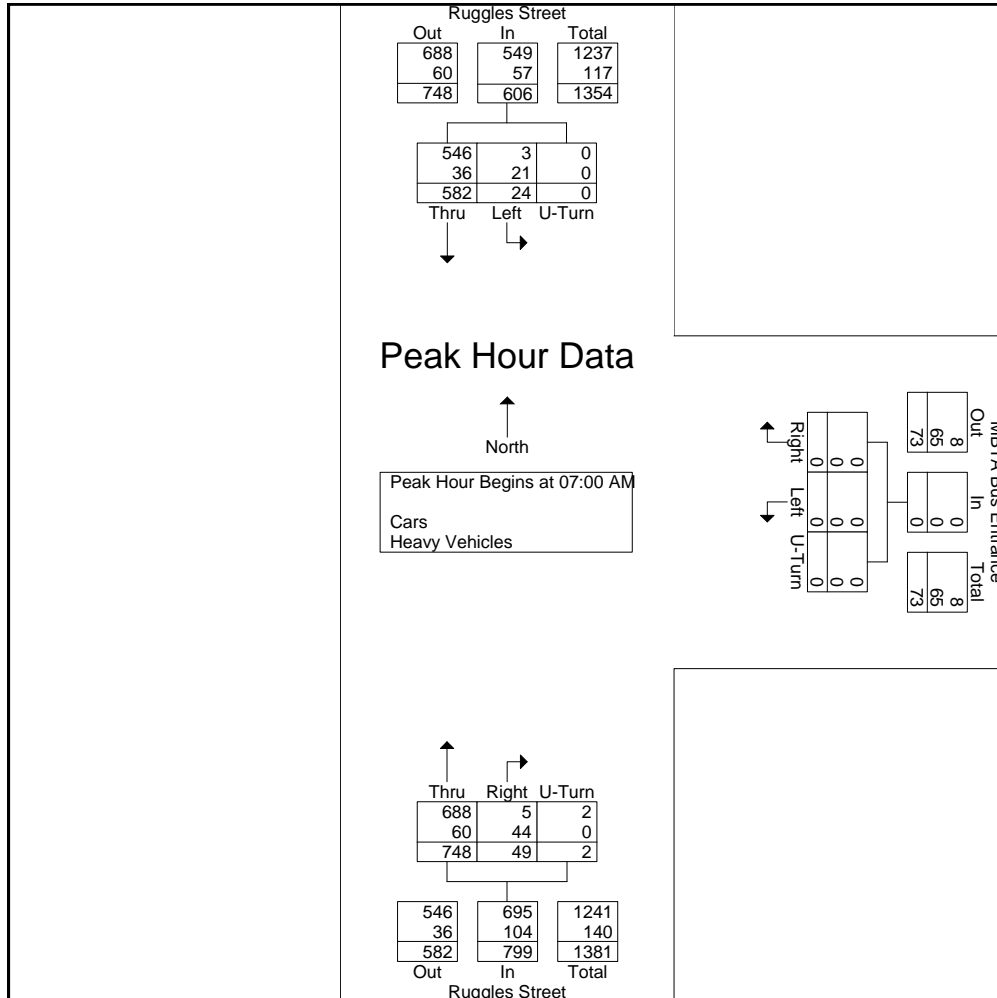 Ruggles Street
Out In Total
688 549 1237
60 57 117
748 606 1354
546 3 0
36 21 0
582 24 0
Thru Left U-Turn
Peak Hour Data
North
Peak Hour Begins at 07:00 AM
Cars
Heavy Vehicles
MBTA Bus Entrance
Out In Total
8 0 8
65 0 65
73 0 73
0 0 0
0 0 0
0 0 0
Right Left U-Turn
Thru Right U-Turn
688 5 2
60 44 0
748 49 2
546 695 1241
36 104 140
582 799 1381
Out In Total
Ruggles Street